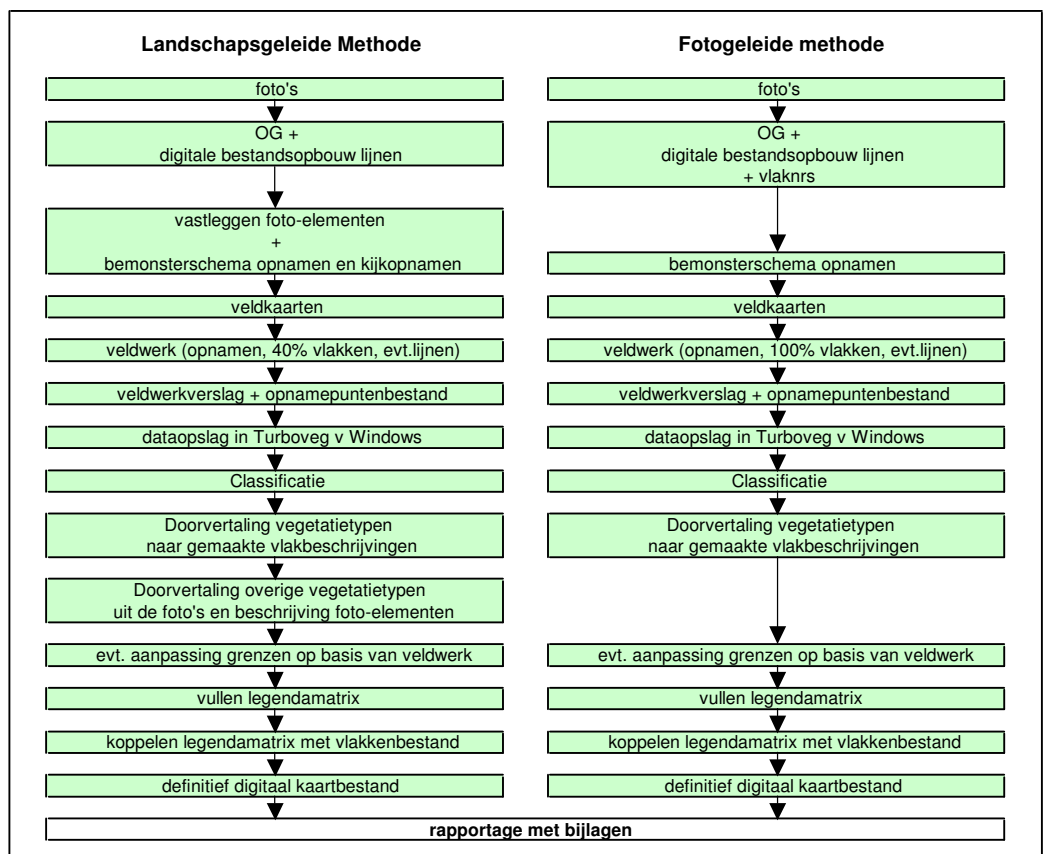 Landschapsgeleide Methode
foto's
OG +
digitale bestandsopbouw lijnen
vastleggen foto-elementen
+
bemonsterschema opnamen en kijkopnamen
veldkaarten
veldwerk (opnamen, 40% vlakken, evt.lijnen)
veldwerkverslag + opnamepuntenbestand
dataopslag in Turboveg v Windows
Classificatie
Doorvertaling vegetatietypen
naar gemaakte vlakbeschrijvingen
Doorvertaling overige vegetatietypen
uit de foto's en beschrijving foto-elementen
evt. aanpassing grenzen op basis van veldwerk
vullen legendamatrix
koppelen legendamatrix met vlakkenbestand
definitief digitaal kaartbestand
Fotogeleide methode
foto's
OG +
digitale bestandsopbouw lijnen
+ vlaknrs
bemonsterschema opnamen
veldkaarten
veldwerk (opnamen, 100% vlakken, evt.lijnen)
veldwerkverslag + opnamepuntenbestand
dataopslag in Turboveg v Windows
Classificatie
Doorvertaling vegetatietypen
naar gemaakte vlakbeschrijvingen
evt. aanpassing grenzen op basis van veldwerk
vullen legendamatrix
koppelen legendamatrix met vlakkenbestand
definitief digitaal kaartbestand
rapportage met bijlagen